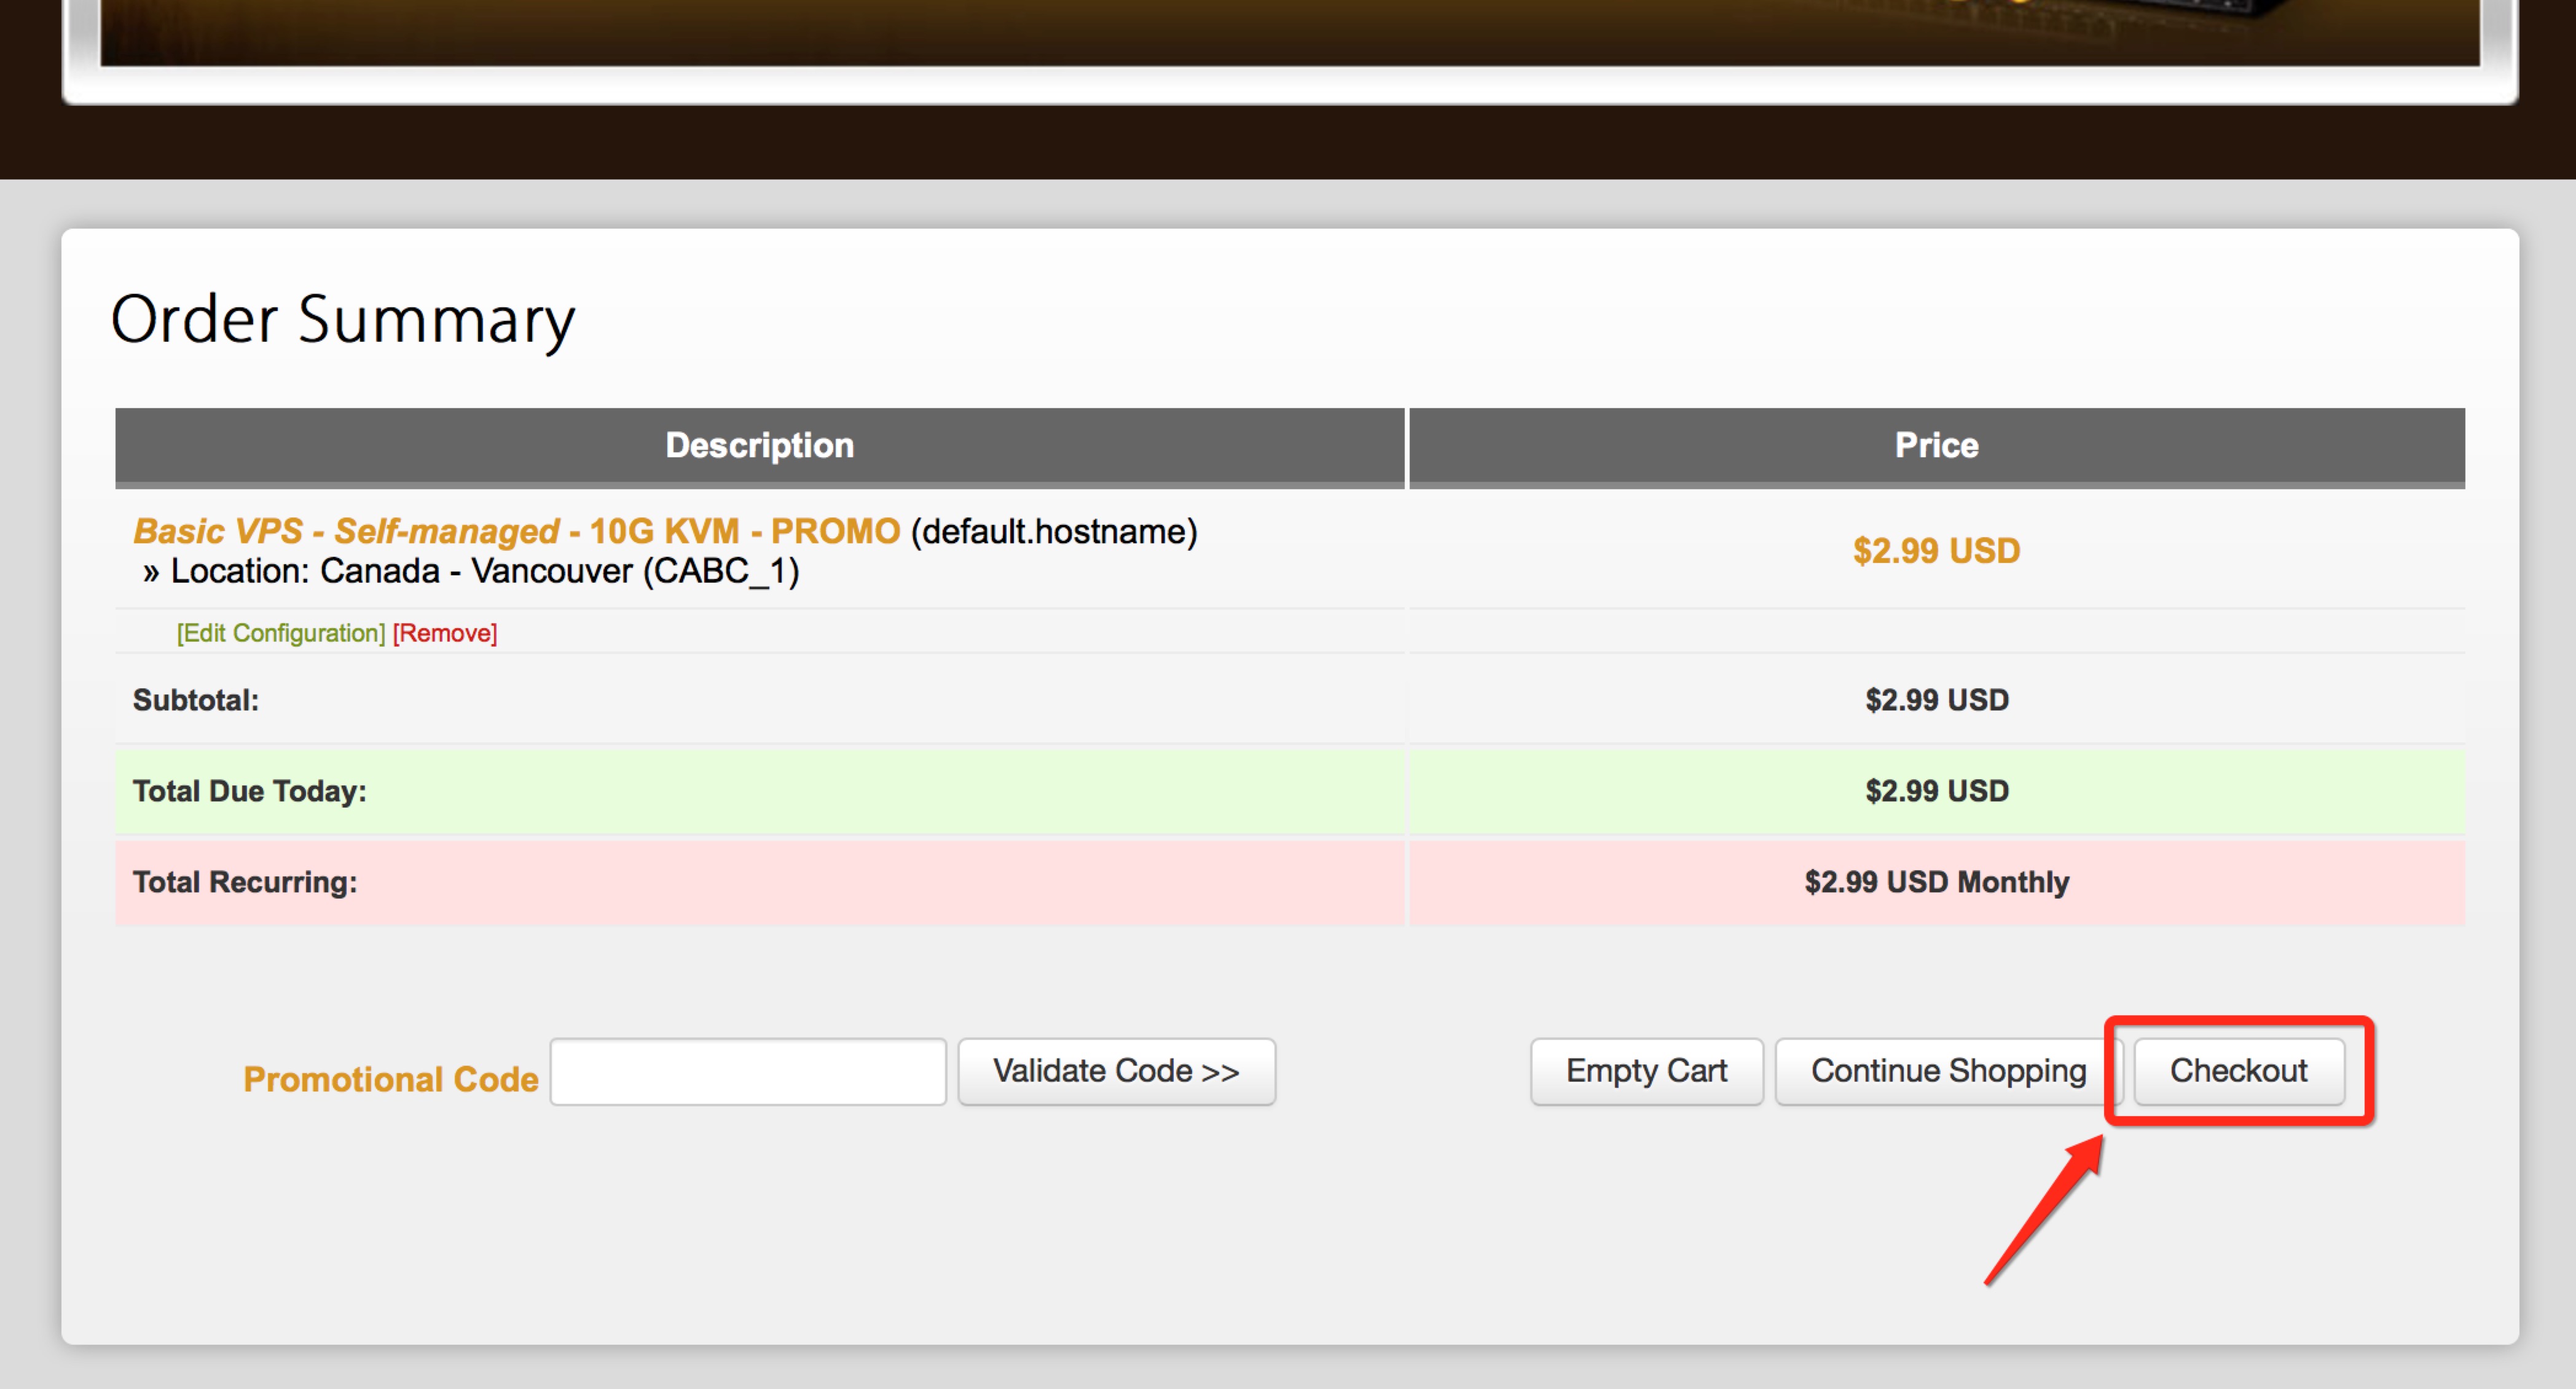 Order Summary
Description
Price
Basic VPS - Self-managed - 10G KVM - PROMO (default.hostname)
» Location: Canada - Vancouver (CABC_1)
$2.99 USD
[Edit Configuration] [Remove]
Subtotal:
$2.99 USD
Total Due Today:
$2.99 USD
Total Recurring:
$2.99 USD Monthly
Promotional Code
Validate Code >>
Empty Cart
Continue Shopping
Checkout